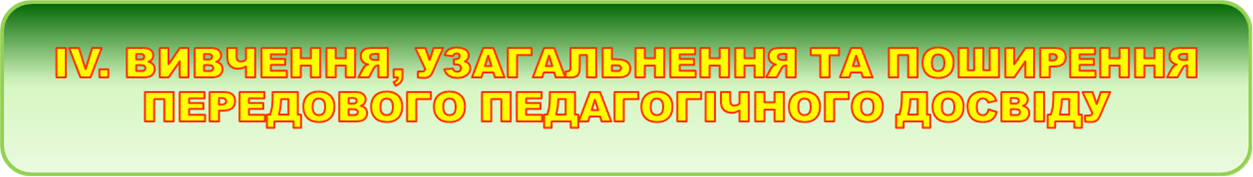 IV. ВИВЧЕННЯ, УЗАГАЛЬНЕННЯ ТА ПОШИРЕННЯ
ПЕРЕДОВОГО ПЕДАГОГІЧНОГО ДОСВІДУ